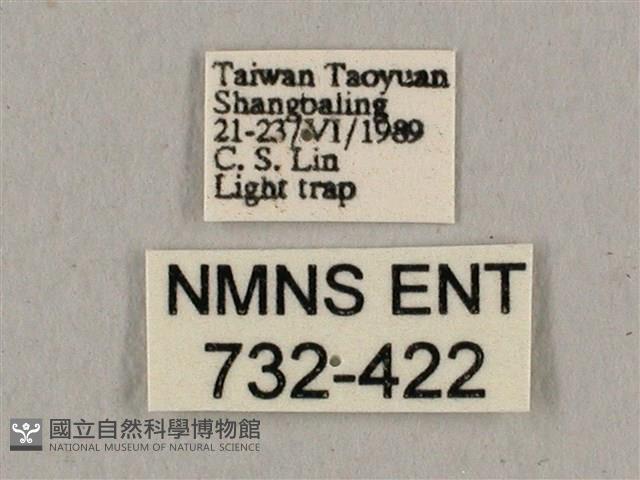 Taiwan Taoyuan
Shangbaling
21-23/VI/1989
C. S. Lin
Light trap
NMNS ENT
732-422
國立自然科學博物館
NATIONAL MUSEUM OF NATURAL SCIENCE